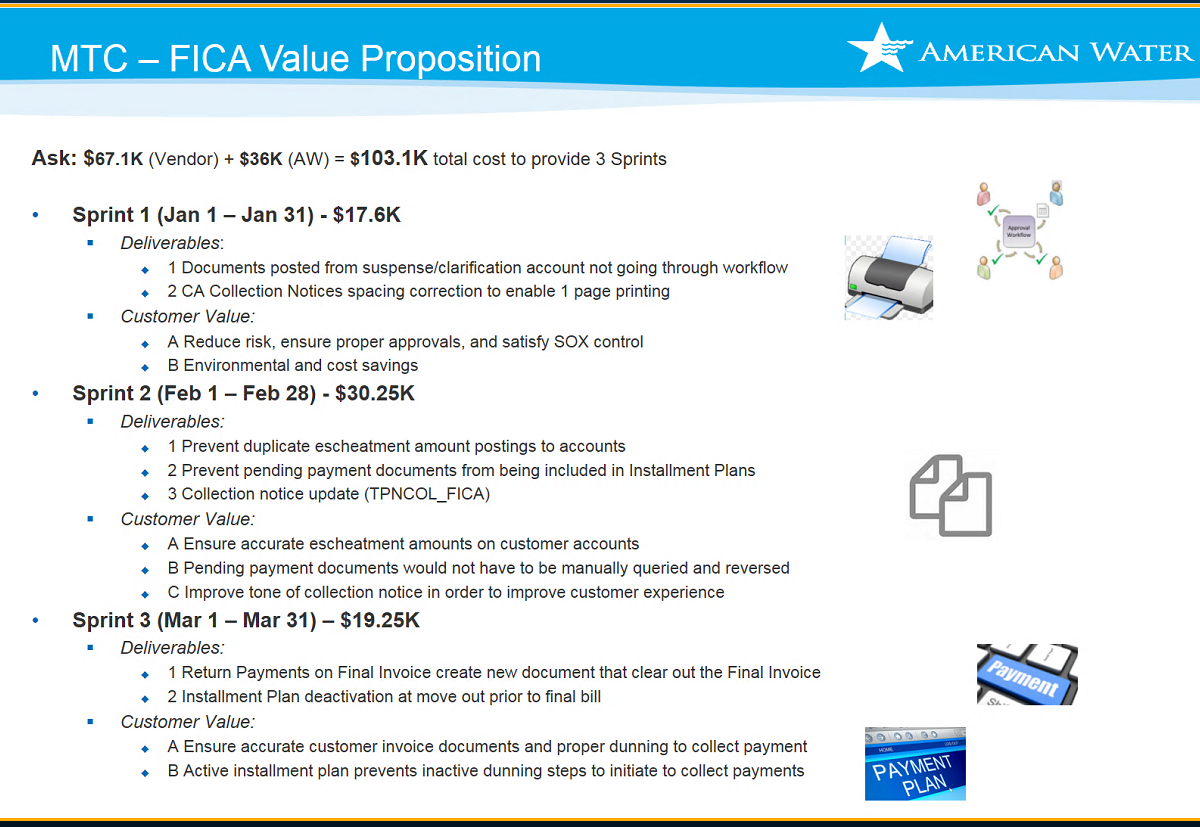 MTC – FICA Value Proposition
AMERICAN WATER
Ask: $67.1K (Vendor) + $36K (AW) = $103.1K total cost to provide 3 Sprints
• Sprint 1 (Jan 1 – Jan 31) - $17.6K
▪ Deliverables:
◆ 1 Documents posted from suspense/clarification account not going through workflow
◆ 2 CA Collection Notices spacing correction to enable 1 page printing
▪ Customer Value:
◆ A Reduce risk, ensure proper approvals, and satisfy SOX control
◆ B Environmental and cost savings
Approval
Workflow
• Sprint 2 (Feb 1 – Feb 28) - $30.25K
▪ Deliverables:
◆ 1 Prevent duplicate escheatment amount postings to accounts
◆ 2 Prevent pending payment documents from being included in Installment Plans
◆ 3 Collection notice update (TPNCOL_FICA)
▪ Customer Value:
◆ A Ensure accurate escheatment amounts on customer accounts
◆ B Pending payment documents would not have to be manually queried and reversed
◆ C Improve tone of collection notice in order to improve customer experience
• Sprint 3 (Mar 1 – Mar 31) – $19.25K
▪ Deliverables:
◆ 1 Return Payments on Final Invoice create new document that clear out the Final Invoice
◆ 2 Installment Plan deactivation at move out prior to final bill
▪ Customer Value:
◆ A Ensure accurate customer invoice documents and proper dunning to collect payment
◆ B Active installment plan prevents inactive dunning steps to initiate to collect payments
Payment
HOME
PAYMENT
PLAN